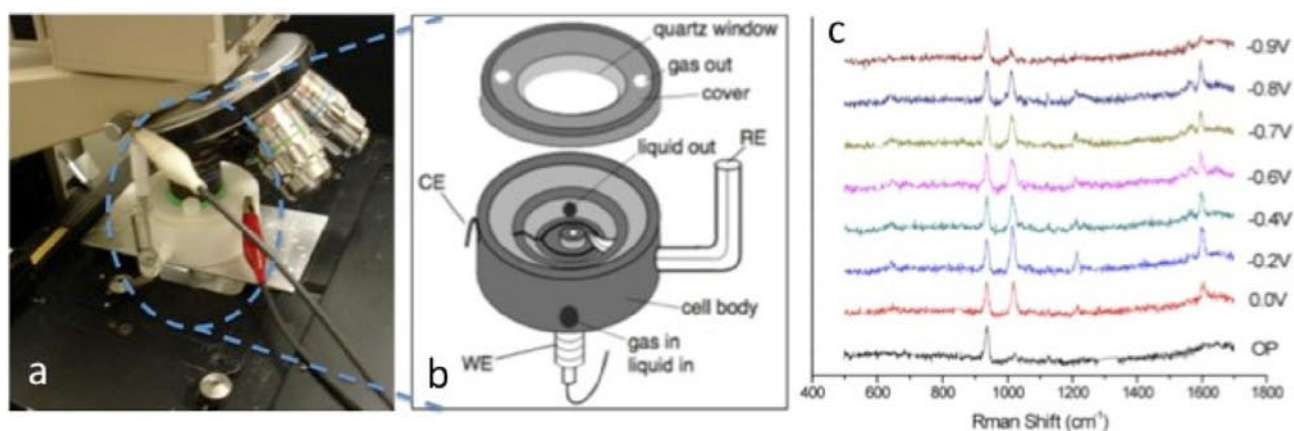 a
b
quartz window
gas out
cover
liquid out
RE
CE
cell body
gas in
liquid in
WE
c
-0.9V
-0.8V
-0.7V
-0.6V
-0.4V
-0.2V
0.0V
OP
400 600 800 1000 1200 1400 1600 1800
Rman Shift (cm⁻¹)